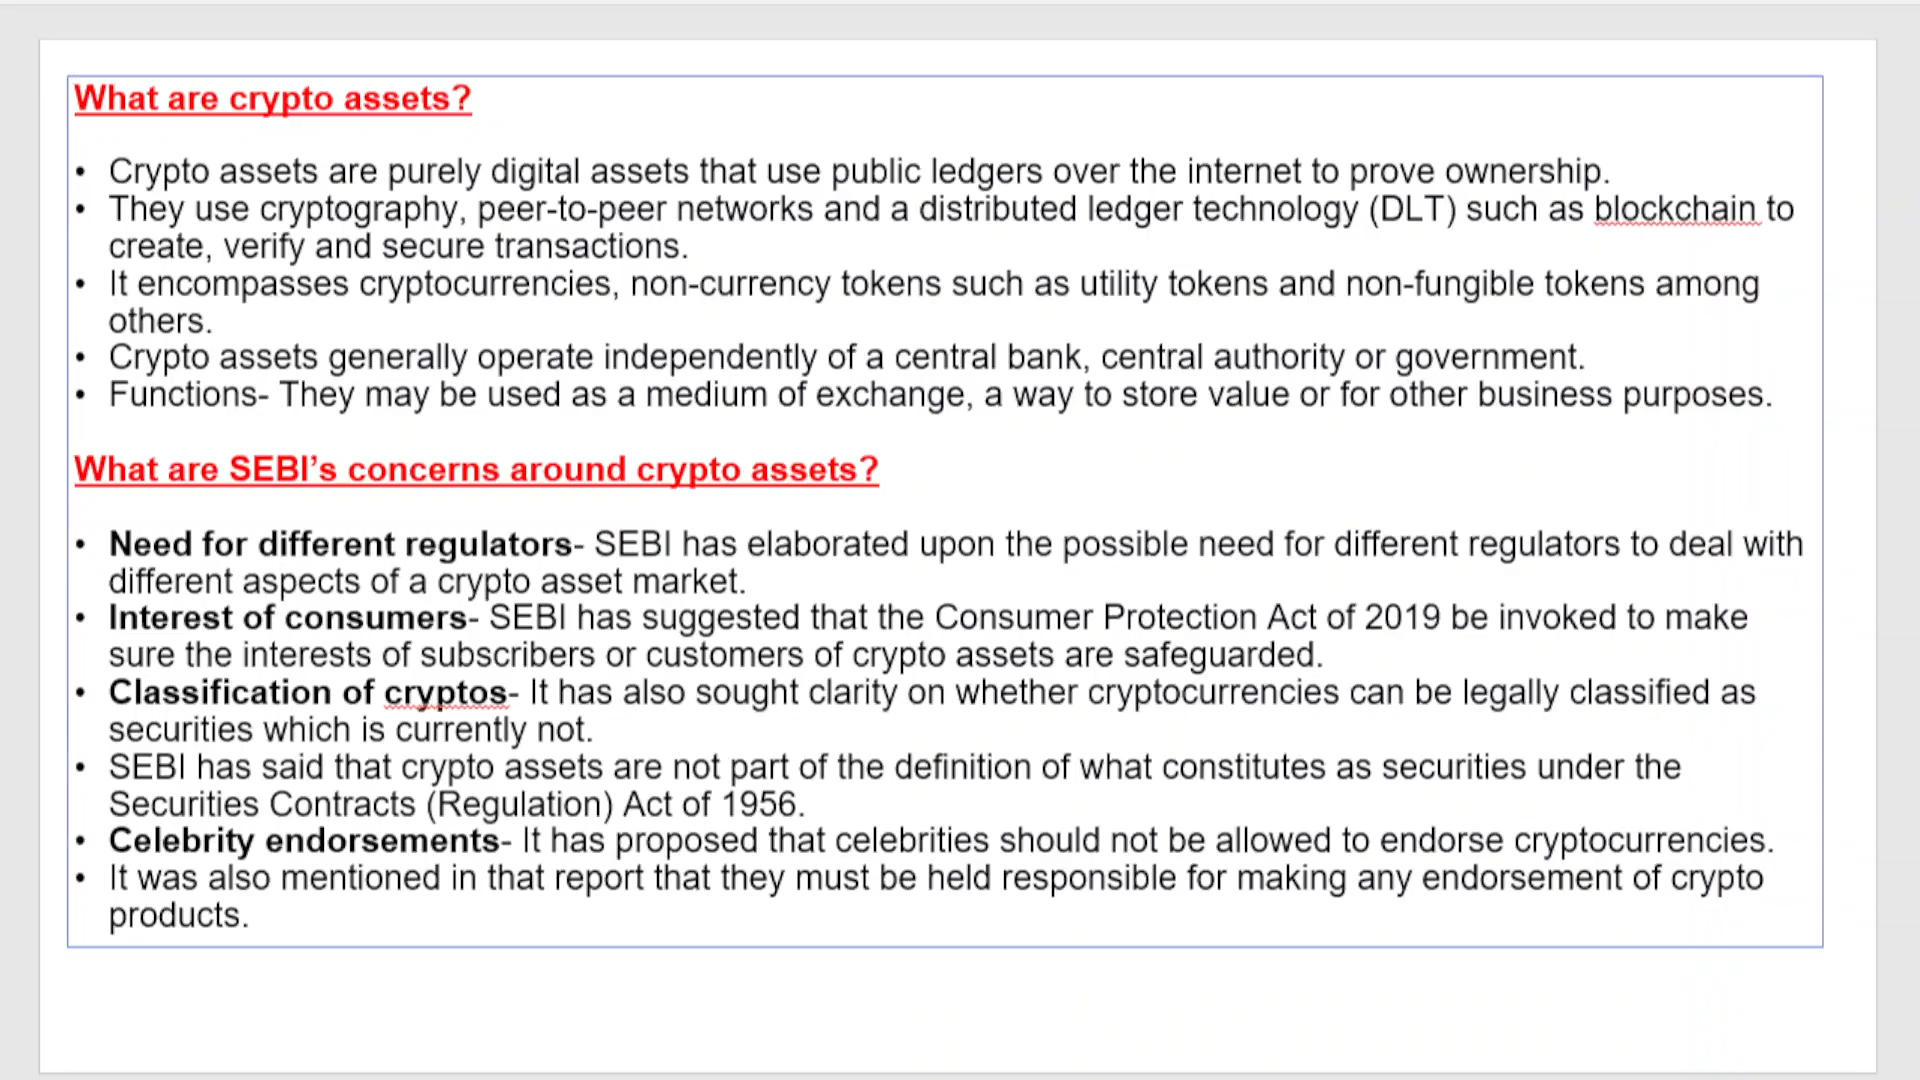 What are crypto assets?
• Crypto assets are purely digital assets that use public ledgers over the internet to prove ownership.
• They use cryptography, peer-to-peer networks and a distributed ledger technology (DLT) such as blockchain to
create, verify and secure transactions.
• It encompasses cryptocurrencies, non-currency tokens such as utility tokens and non-fungible tokens among
others.
• Crypto assets generally operate independently of a central bank, central authority or government.
• Functions- They may be used as a medium of exchange, a way to store value or for other business purposes.
What are SEBI’s concerns around crypto assets?
• Need for different regulators- SEBI has elaborated upon the possible need for different regulators to deal with
different aspects of a crypto asset market.
• Interest of consumers- SEBI has suggested that the Consumer Protection Act of 2019 be invoked to make
sure the interests of subscribers or customers of crypto assets are safeguarded.
• Classification of cryptos- It has also sought clarity on whether cryptocurrencies can be legally classified as
securities which is currently not.
• SEBI has said that crypto assets are not part of the definition of what constitutes as securities under the
Securities Contracts (Regulation) Act of 1956.
• Celebrity endorsements- It has proposed that celebrities should not be allowed to endorse cryptocurrencies.
• It was also mentioned in that report that they must be held responsible for making any endorsement of crypto
products.